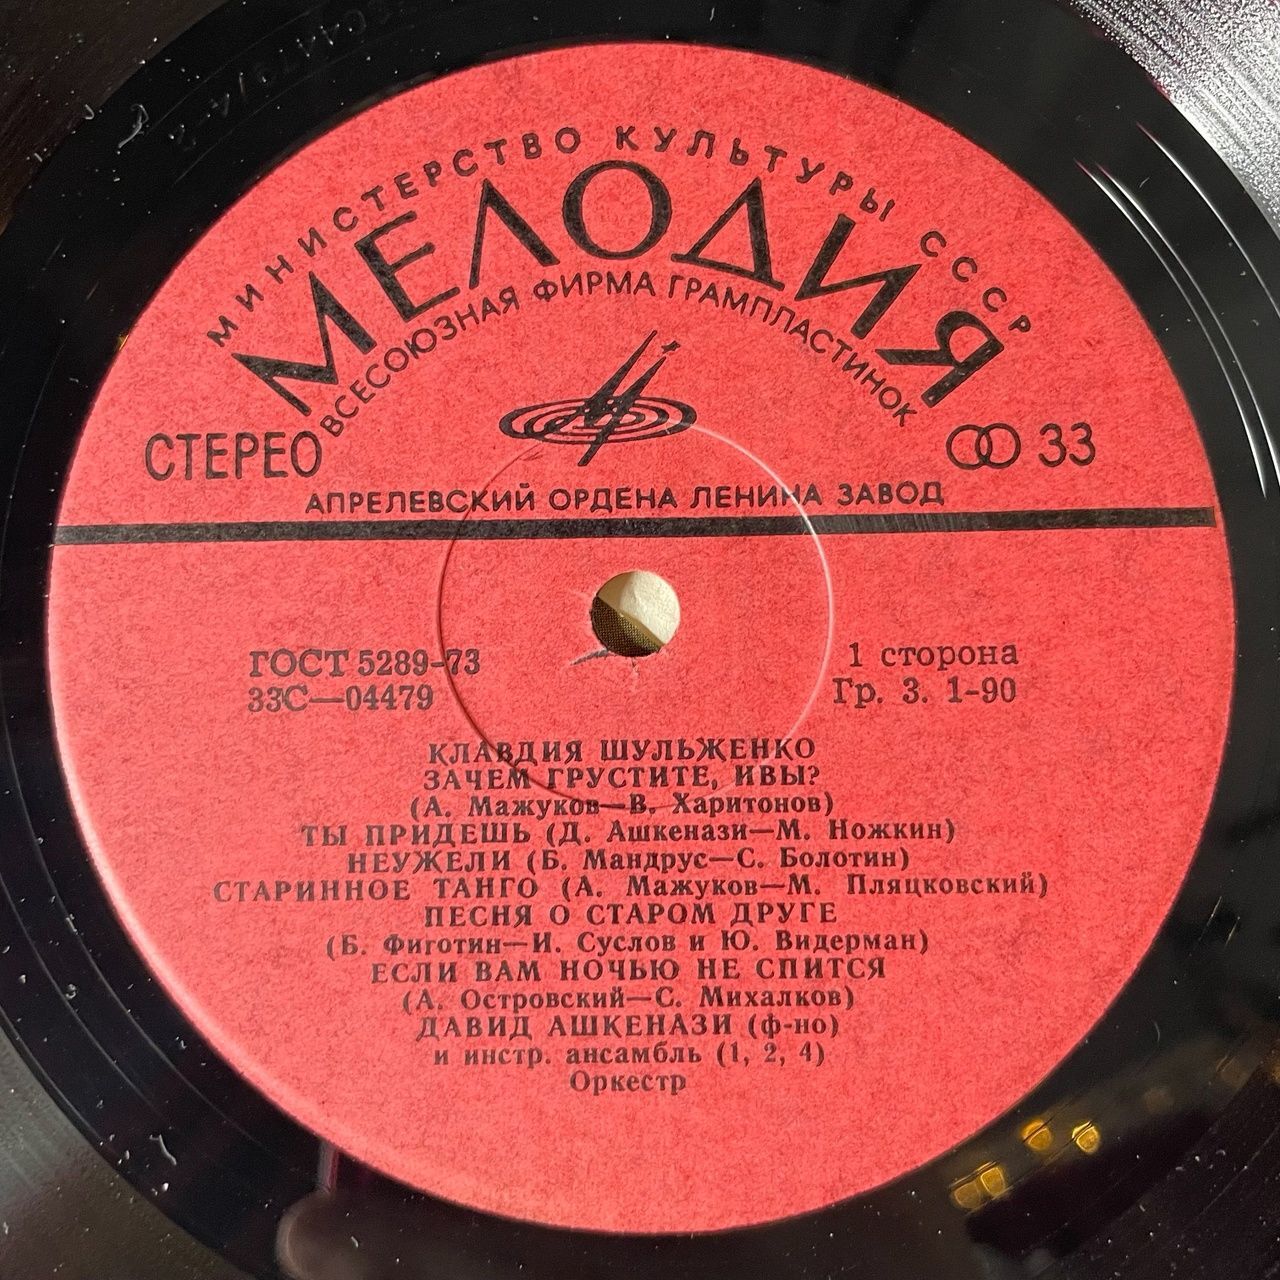 МИНИСТЕРСТВО КУЛЬТУРЫ СССР
МЕЛОДИЯ
ВСЕСОЮЗНАЯ ФИРМА ГРАМПЛАСТИНОК
СТЕРЕО
33
АПРЕЛЕВСКИЙ ОРДЕНА ЛЕНИНА ЗАВОД
ГОСТ 5289-73
33С—04479
1 сторона
Гр. 3. 1-90
КЛАВДИЯ ШУЛЬЖЕНКО
ЗАЧЕМ ГРУСТИТЕ, ИВЫ?
(А. Мажуков—В. Харитонов)
ТЫ ПРИДЕШЬ (Д. Ашкенази—М. Ножкин)
НЕУЖЕЛИ (Б. Мандрус—С. Болотин)
СТАРИННОЕ ТАНГО (А. Мажуков—М. Пляцковский)
ПЕСНЯ О СТАРОМ ДРУГЕ
(Б. Фиготин—И. Суслов и Ю. Видерман)
ЕСЛИ ВАМ НОЧЬЮ НЕ СПИТСЯ
(А. Островский—С. Михалков)
ДАВИД АШКЕНАЗИ (ф-но)
и инстр. ансамбль (1, 2, 4)
Оркестр